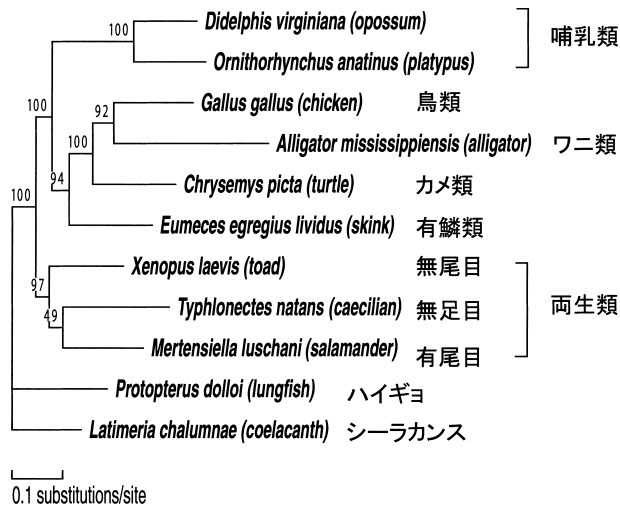 100
Didelphis virginiana (opossum)
Ornithorhynchus anatinus (platypus)
哺乳類
100
92
Gallus gallus (chicken) 鳥類
Alligator mississippiensis (alligator) ワニ類
100
Chrysemys picta (turtle) カメ類
94
Eumeces egregius lividus (skink) 有鱗類
100
Xenopus laevis (toad) 無尾目
97
Typhlonectes natans (caecilian) 無足目
両生類
49
Mertensiella luschani (salamander) 有尾目
Protopterus dolloi (lungfish) ハイギョ
Latimeria chalumnae (coelacanth) シーラカンス
0.1 substitutions/site